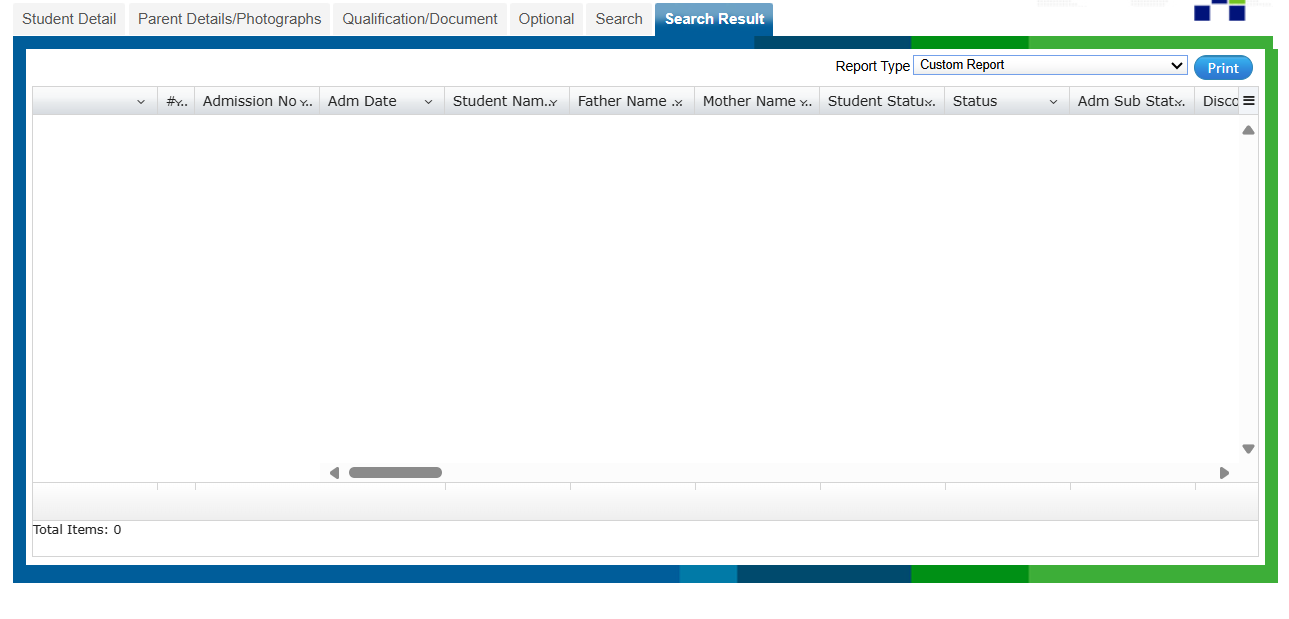 Student Detail Parent Details/Photographs Qualification/Document Optional Search Search Result
Report Type Custom Report Print
#.. Admission No .. Adm Date Student Nam.. Father Name .. Mother Name .. Student Statu.. Status Adm Sub Stat.. Disco
Total Items: 0